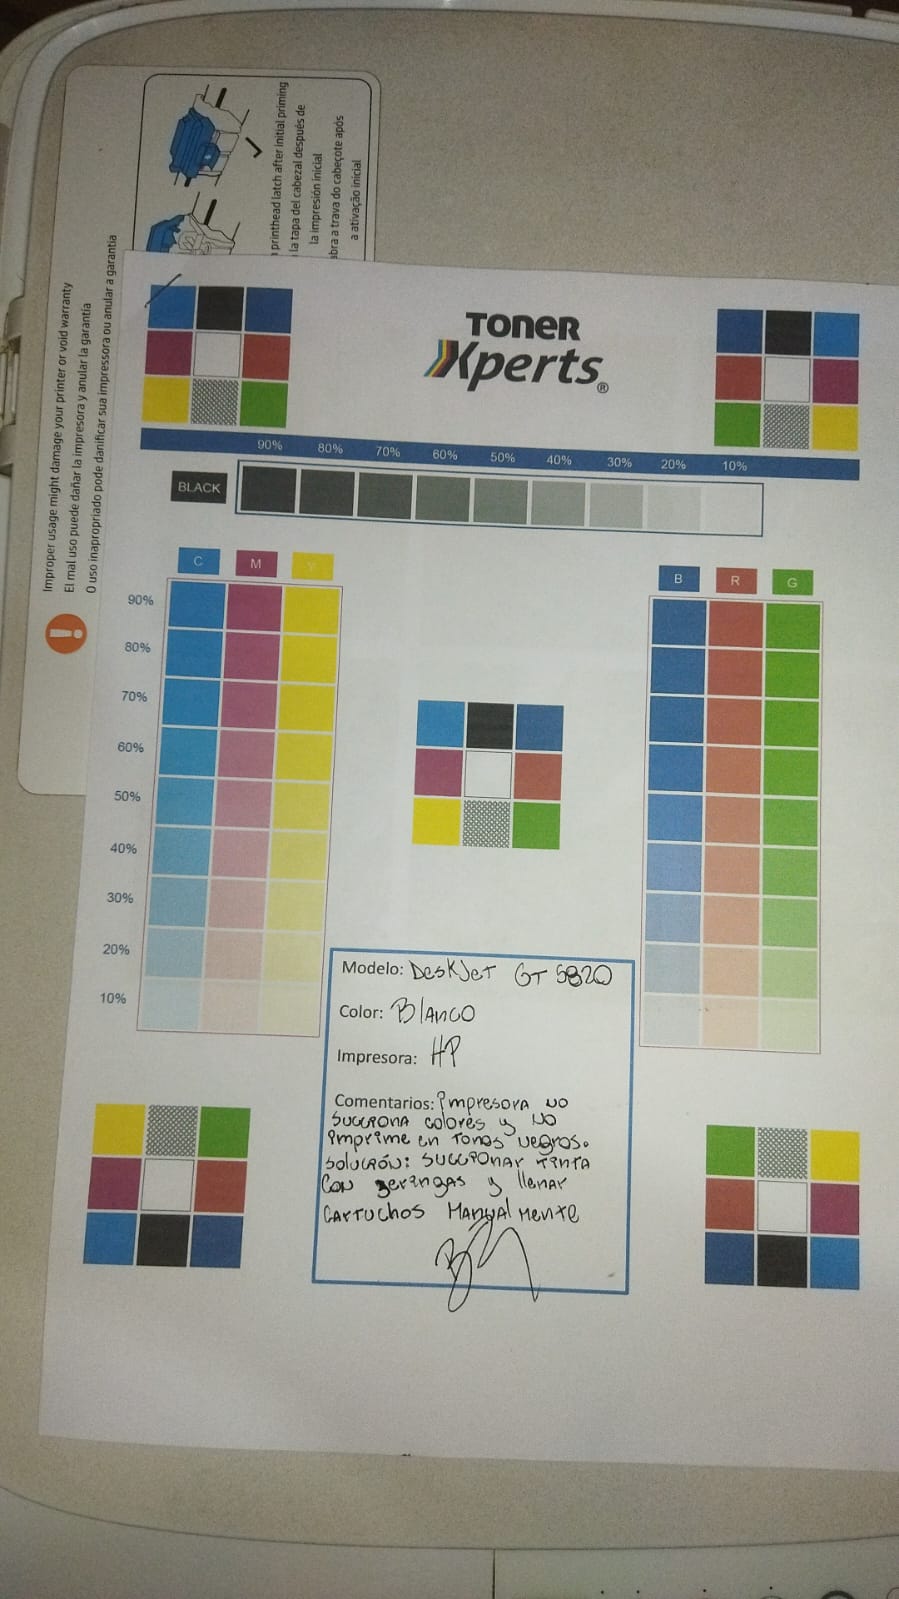 printhead latch after initial priming
la tapa del cabezal después de
la impresión inicial
abra a trava do cabeçote após
a ativação inicial
Improper usage might damage your printer or void warranty
El mal uso puede dañar la impresora y anular la garantía
O uso inapropriado pode danificar sua impressora ou anular a garantia
TONER
Xperts®
90% 80% 70% 60% 50% 40% 30% 20% 10%
BLACK
C M Y
B R G
90%
80%
70%
60%
50%
40%
30%
20%
10%
Modelo: DeskJet GT 5820
Color: Blanco
Impresora: HP
Comentarios: impresora no
succiona colores y no
imprime en tonos negros.
solución: succionar tinta
con geringas y llenar
cartuchos manualmente